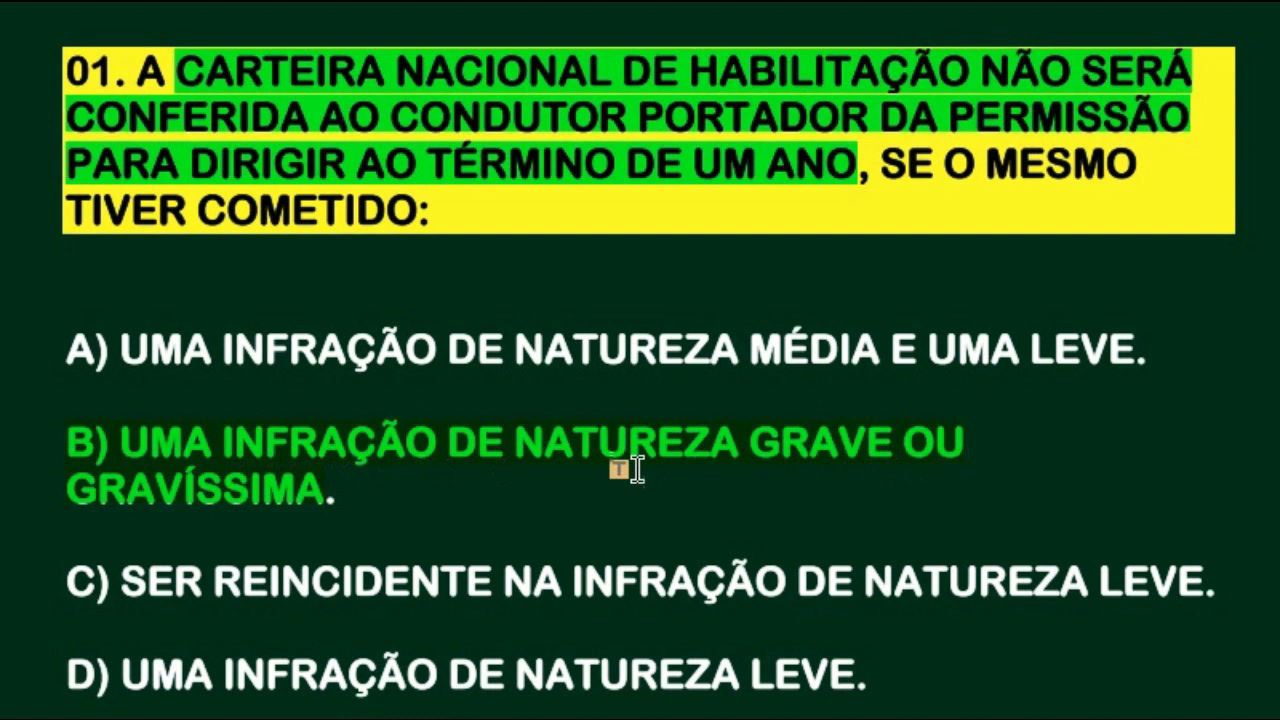 01. A CARTEIRA NACIONAL DE HABILITAÇÃO NÃO SERÁ
CONFERIDA AO CONDUTOR PORTADOR DA PERMISSÃO
PARA DIRIGIR AO TÉRMINO DE UM ANO, SE O MESMO
TIVER COMETIDO:
A) UMA INFRAÇÃO DE NATUREZA MÉDIA E UMA LEVE.
B) UMA INFRAÇÃO DE NATUREZA GRAVE OU
GRAVÍSSIMA.
T
C) SER REINCIDENTE NA INFRAÇÃO DE NATUREZA LEVE.
D) UMA INFRAÇÃO DE NATUREZA LEVE.